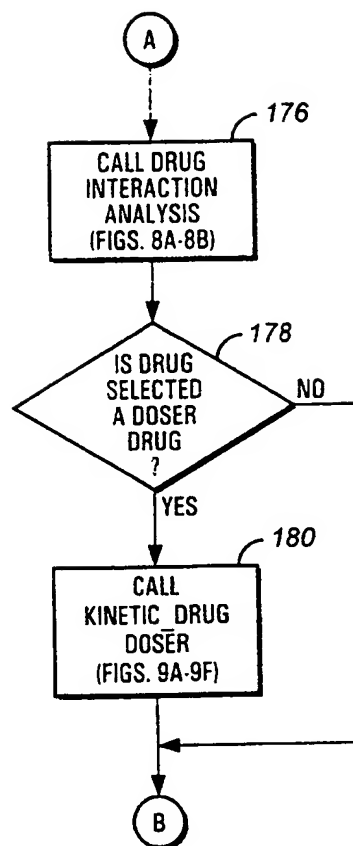 A
176
CALL DRUG
INTERACTION
ANALYSIS
(FIGS. 8A-8B)
178
IS DRUG
SELECTED
A DOSER
DRUG
?
NO
YES
180
CALL
KINETIC_DRUG
DOSER
(FIGS. 9A-9F)
B